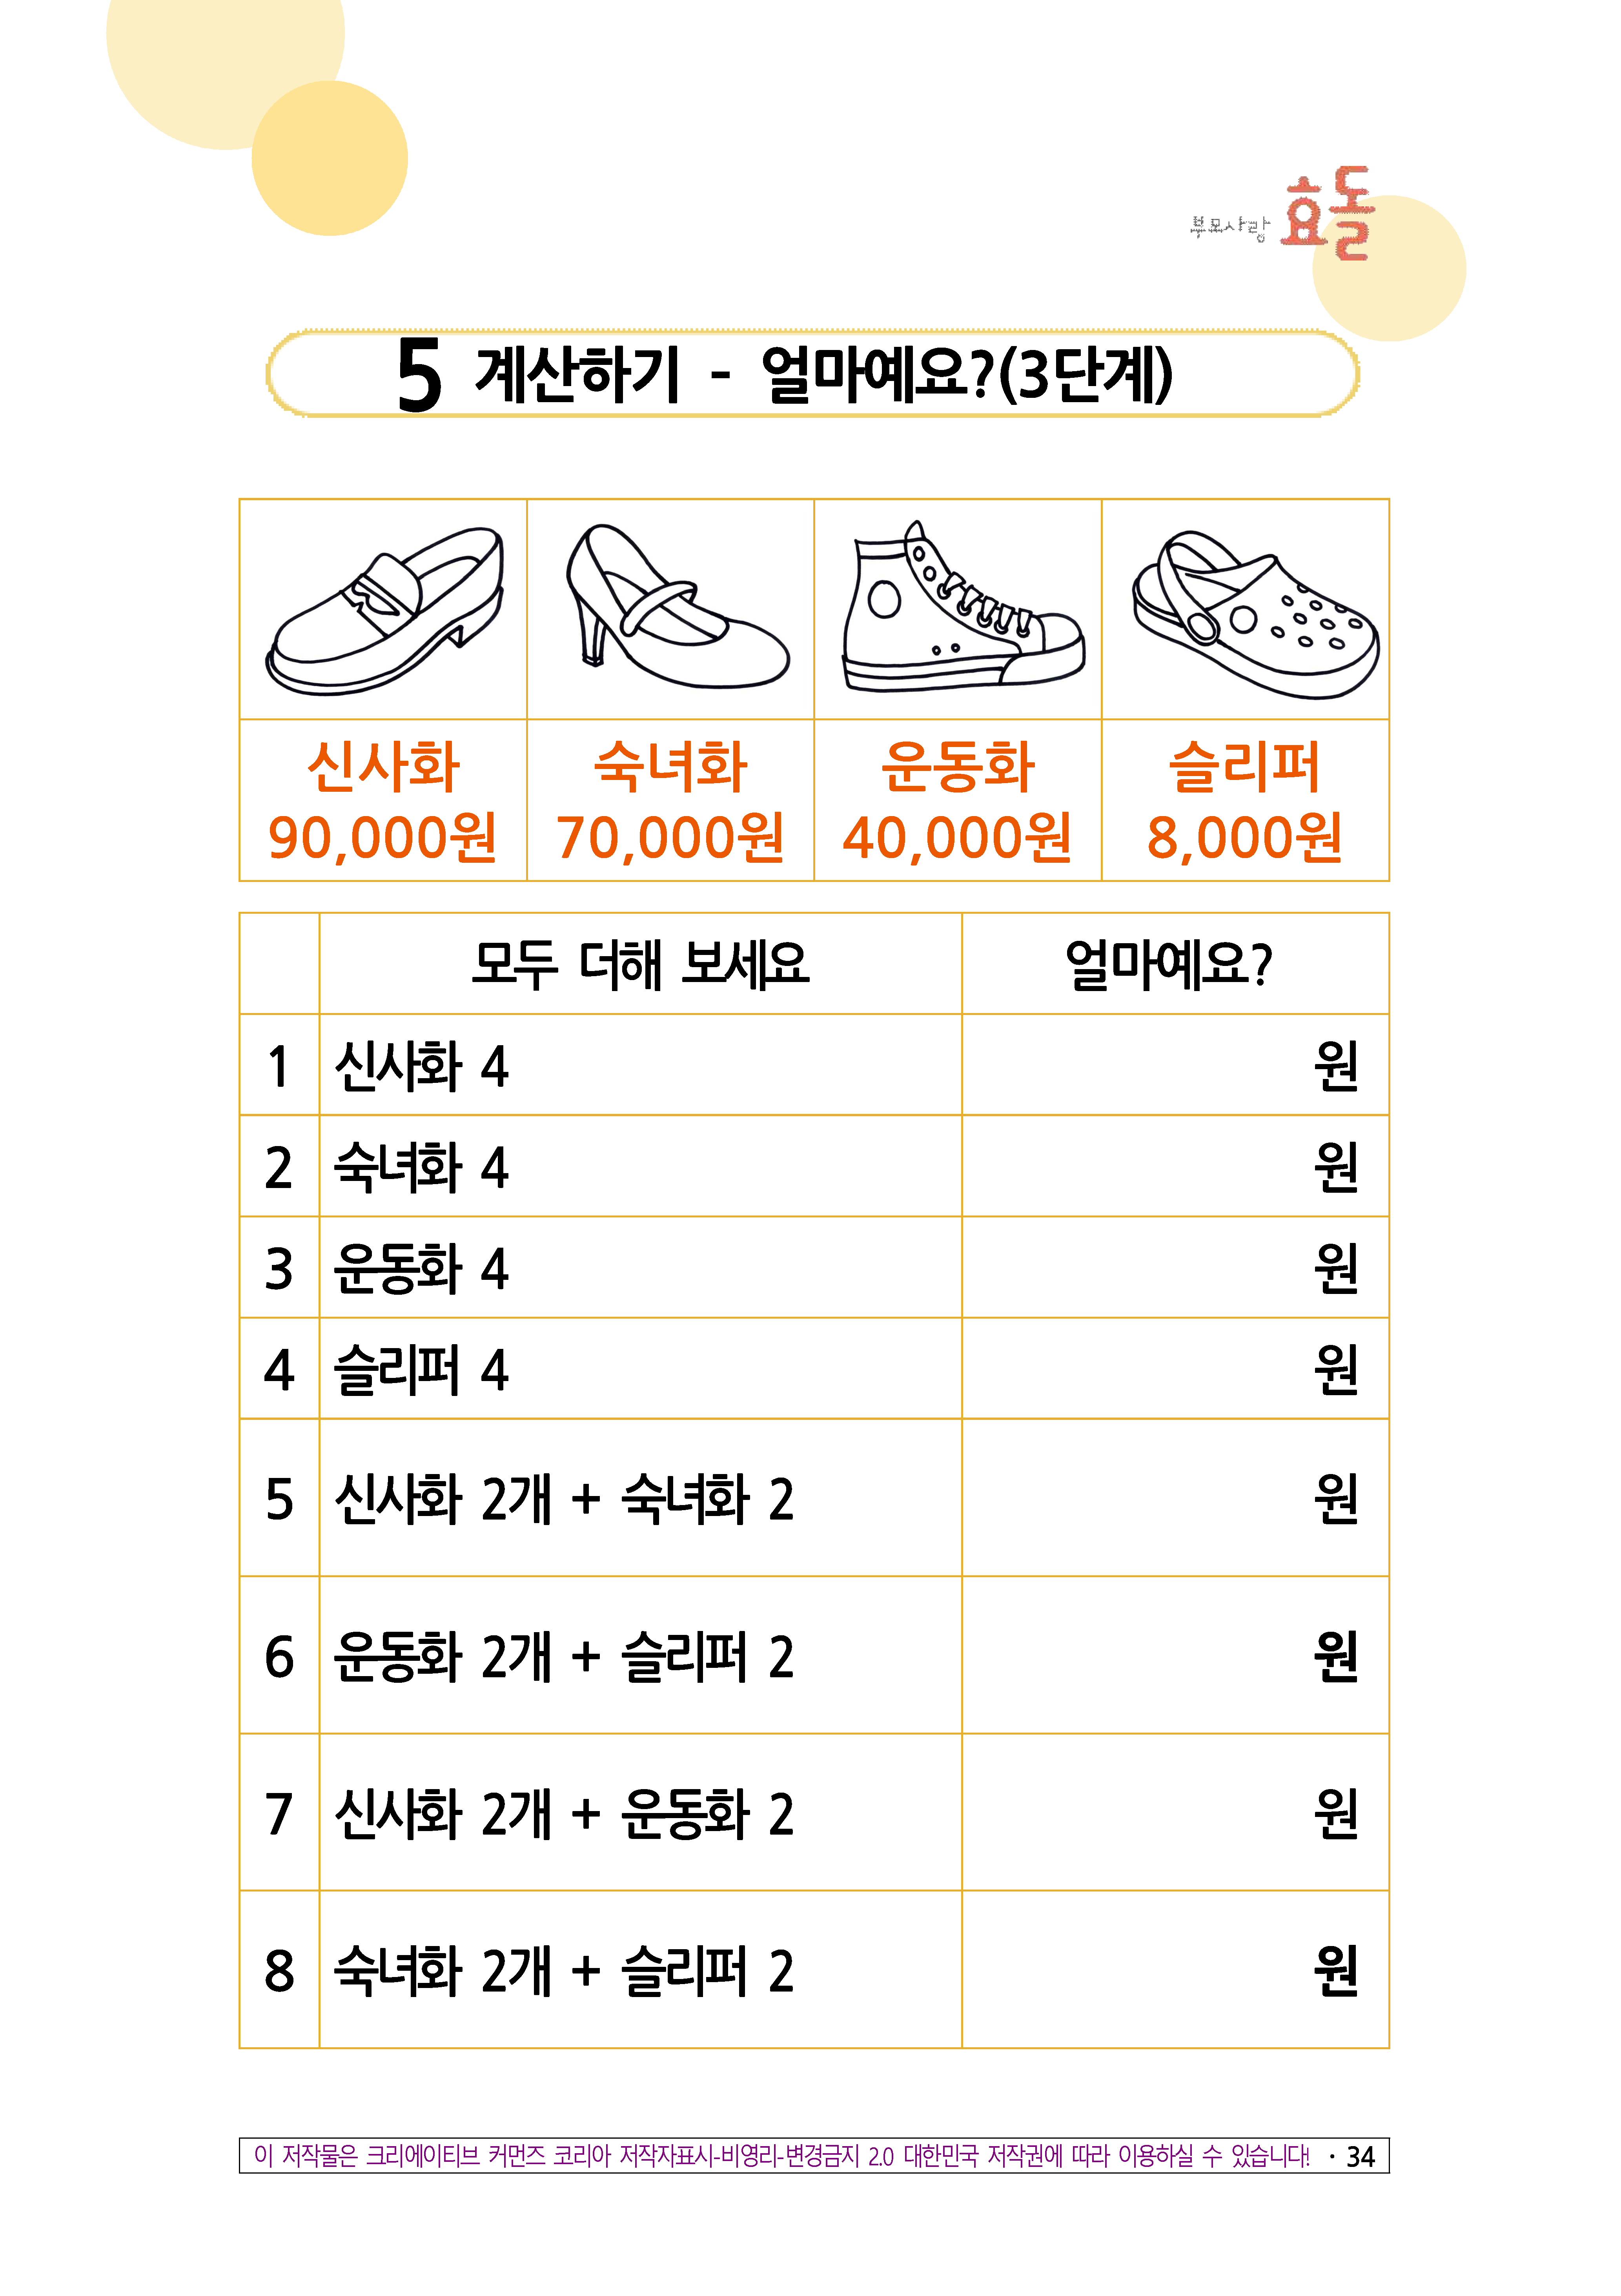 부모사랑 효돌
5 계산하기 - 얼마예요?(3단계)
신사화 숙녀화 운동화 슬리퍼
90,000원 70,000원 40,000원 8,000원
모두 더해 보세요 얼마예요?
1 신사화 4 원
2 숙녀화 4 원
3 운동화 4 원
4 슬리퍼 4 원
5 신사화 2개 + 숙녀화 2 원
6 운동화 2개 + 슬리퍼 2 원
7 신사화 2개 + 운동화 2 원
8 숙녀화 2개 + 슬리퍼 2 원
이 저작물은 크리에이티브 커먼즈 코리아 저작자표시-비영리-변경금지 2.0 대한민국 저작권에 따라 이용하실 수 있습니다! · 34